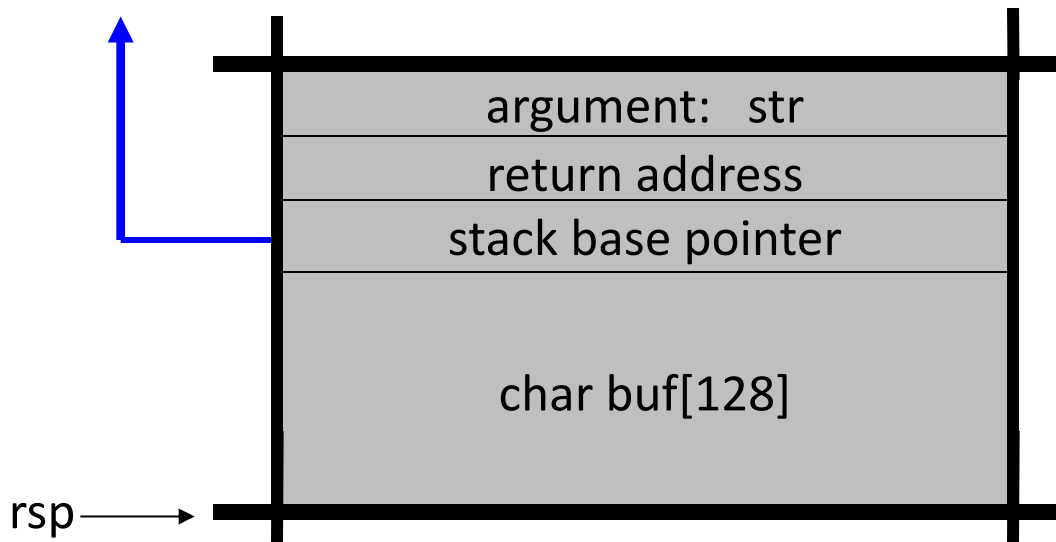 argument: str
return address
stack base pointer
char buf[128]
rsp